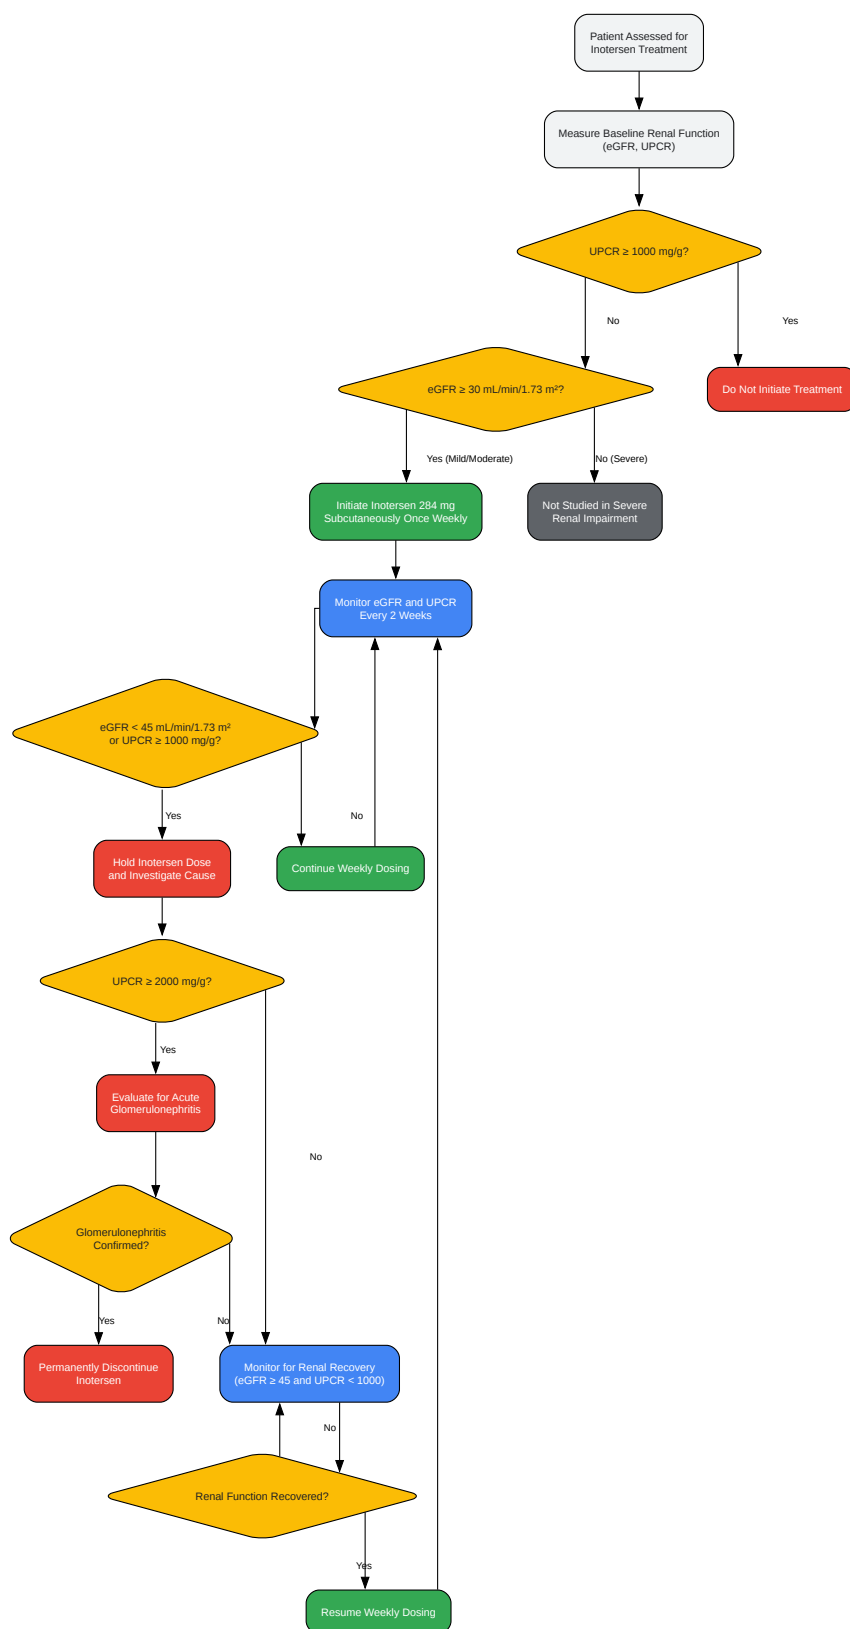 Patient Assessed for
Inotersen Treatment
Measure Baseline Renal Function
(eGFR, UPCR)
UPCR ≥ 1000 mg/g?
No
Yes
eGFR ≥ 30 mL/min/1.73 m²?
Do Not Initiate Treatment
Yes (Mild/Moderate)
No (Severe)
Initiate Inotersen 284 mg
Subcutaneously Once Weekly
Not Studied in Severe
Renal Impairment
Monitor eGFR and UPCR
Every 2 Weeks
eGFR < 45 mL/min/1.73 m²
or UPCR ≥ 1000 mg/g?
Yes
No
Hold Inotersen Dose
and Investigate Cause
Continue Weekly Dosing
UPCR ≥ 2000 mg/g?
Yes
Evaluate for Acute
Glomerulonephritis
No
Glomerulonephritis
Confirmed?
Yes
No
Permanently Discontinue
Inotersen
Monitor for Renal Recovery
(eGFR ≥ 45 and UPCR < 1000)
No
Renal Function Recovered?
Yes
Resume Weekly Dosing